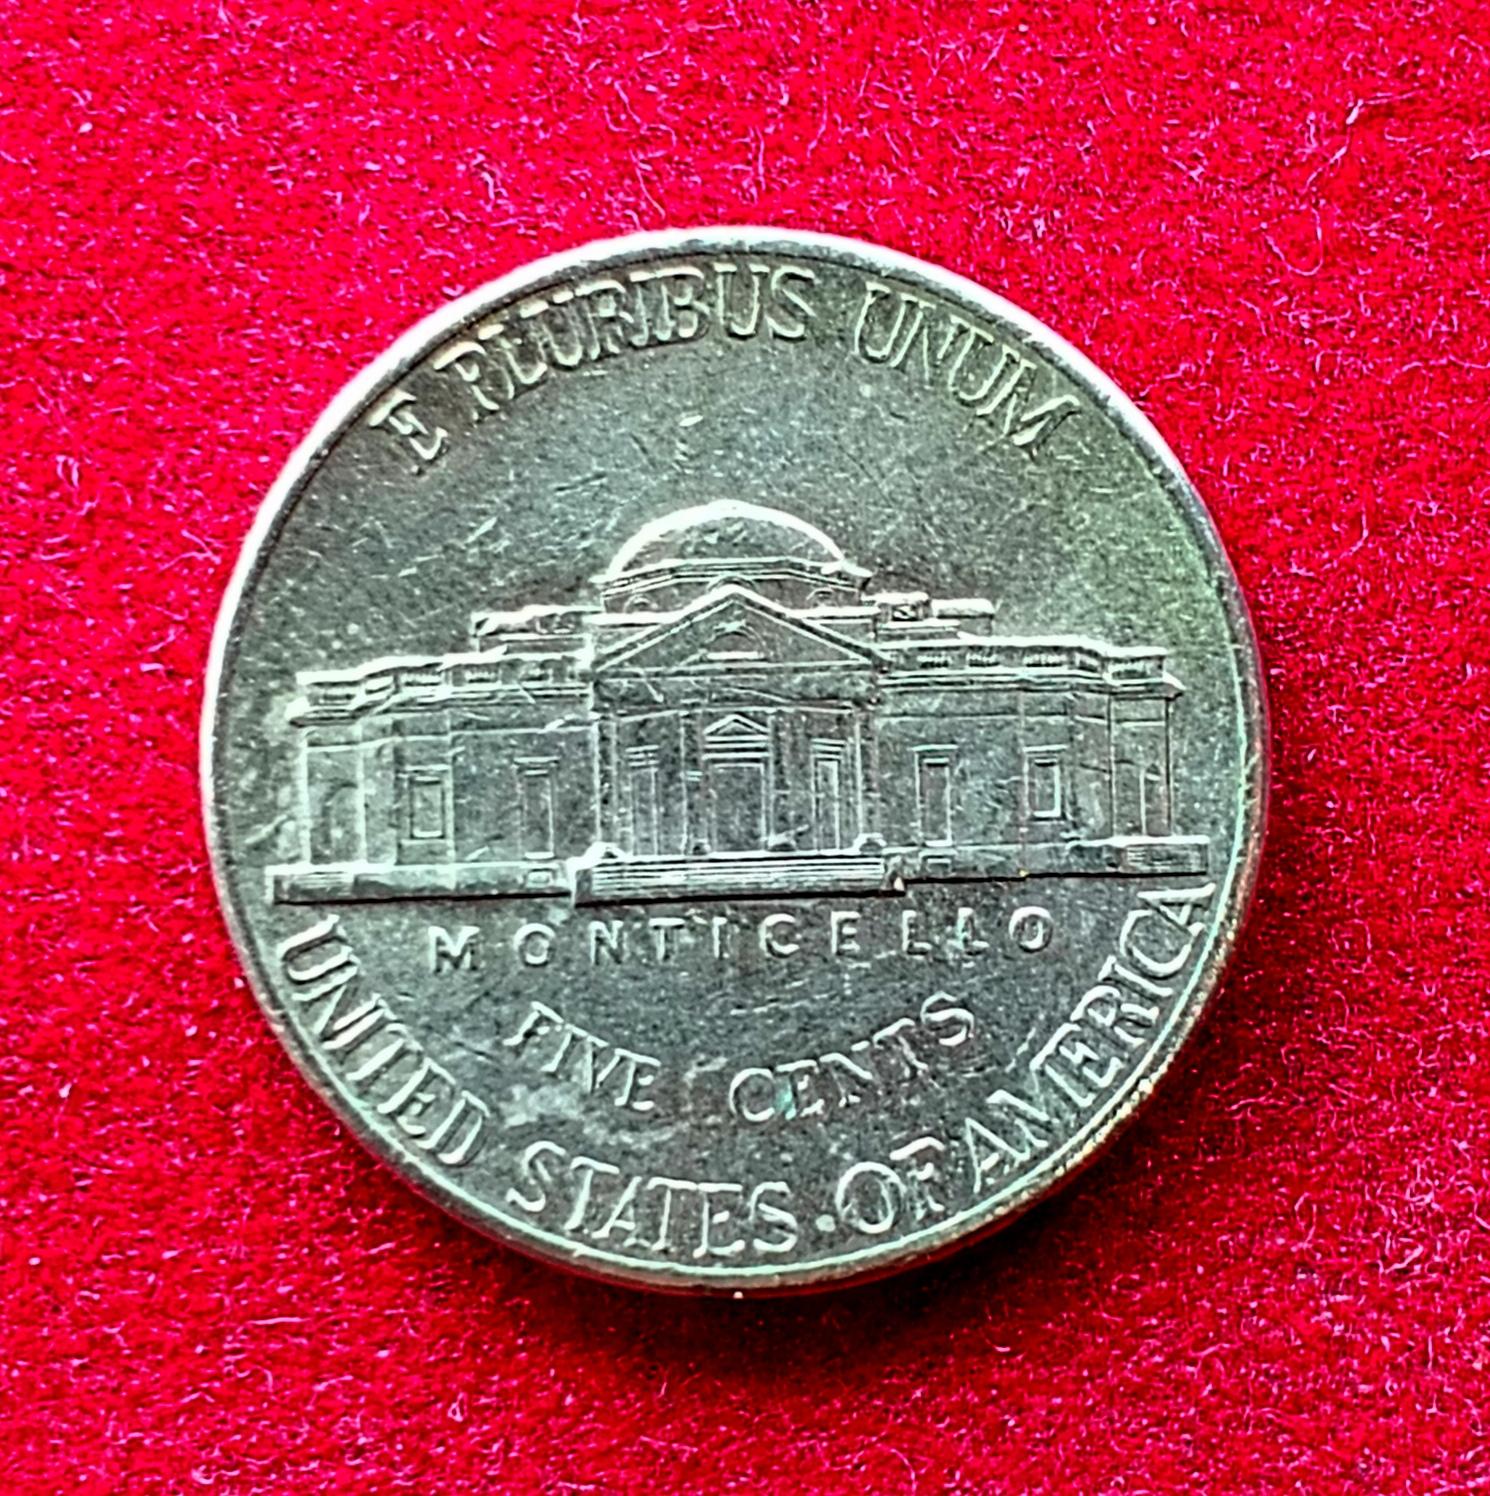 E PLURIBUS UNUM
MONTICELLO
FIVE CENTS
UNITED STATES·OF AMERICA